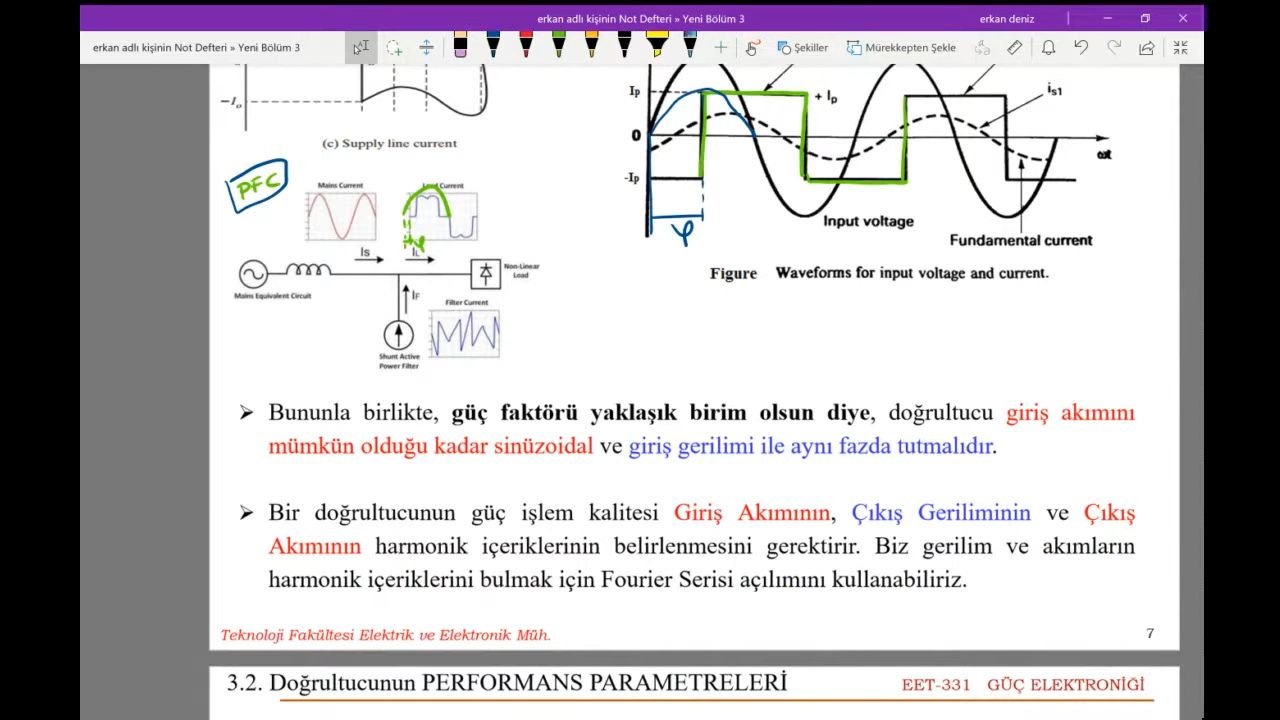 erkan adlı kişinin Not Defteri » Yeni Bölüm 3
erkan deniz
erkan adlı kişinin Not Defteri » Yeni Bölüm 3
Şekiller
Mürekkepten Şekle
−Iₒ
(c) Supply line current
Ip
0
-Ip
+ Ip
is1
ωt
φ
Input voltage
Fundamental current
Figure Waveforms for input voltage and current.
PFC
Mains Current
Load Current
φ
Is
IL
Non-Linear
Load
Mains Equivalent Circuit
IF
Filter Current
Shunt Active
Power Filter
➢ Bununla birlikte, güç faktörü yaklaşık birim olsun diye, doğrultucu giriş akımını
mümkün olduğu kadar sinüzoidal ve giriş gerilimi ile aynı fazda tutmalıdır.
➢ Bir doğrultucunun güç işlem kalitesi Giriş Akımının, Çıkış Geriliminin ve Çıkış
Akımının harmonik içeriklerinin belirlenmesini gerektirir. Biz gerilim ve akımların
harmonik içeriklerini bulmak için Fourier Serisi açılımını kullanabiliriz.
Teknoloji Fakültesi Elektrik ve Elektronik Müh.
7
3.2. Doğrultucunun PERFORMANS PARAMETRELERİ
EET-331 GÜÇ ELEKTRONİĞİ